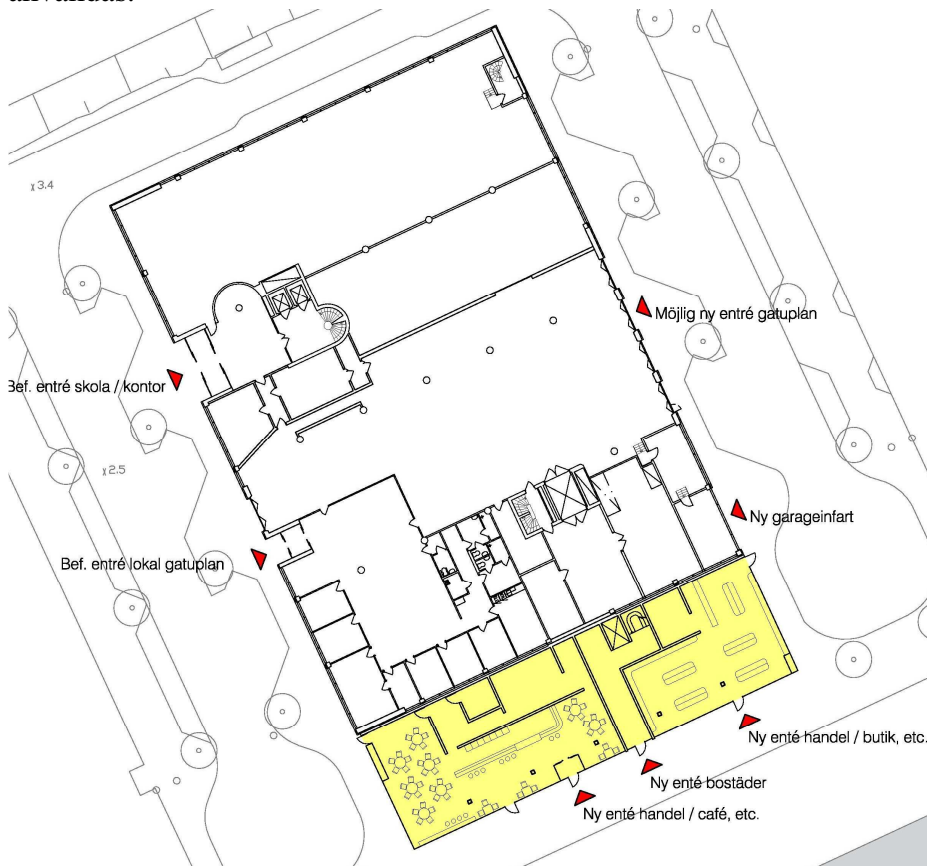 användas.
x 3.4
Möjlig ny entré gatuplan
Bef. entré skola / kontor
x 2.5
Ny garageinfart
Bef. entré lokal gatuplan
Ny enté handel / butik, etc.
Ny enté bostäder
Ny enté handel / café, etc.